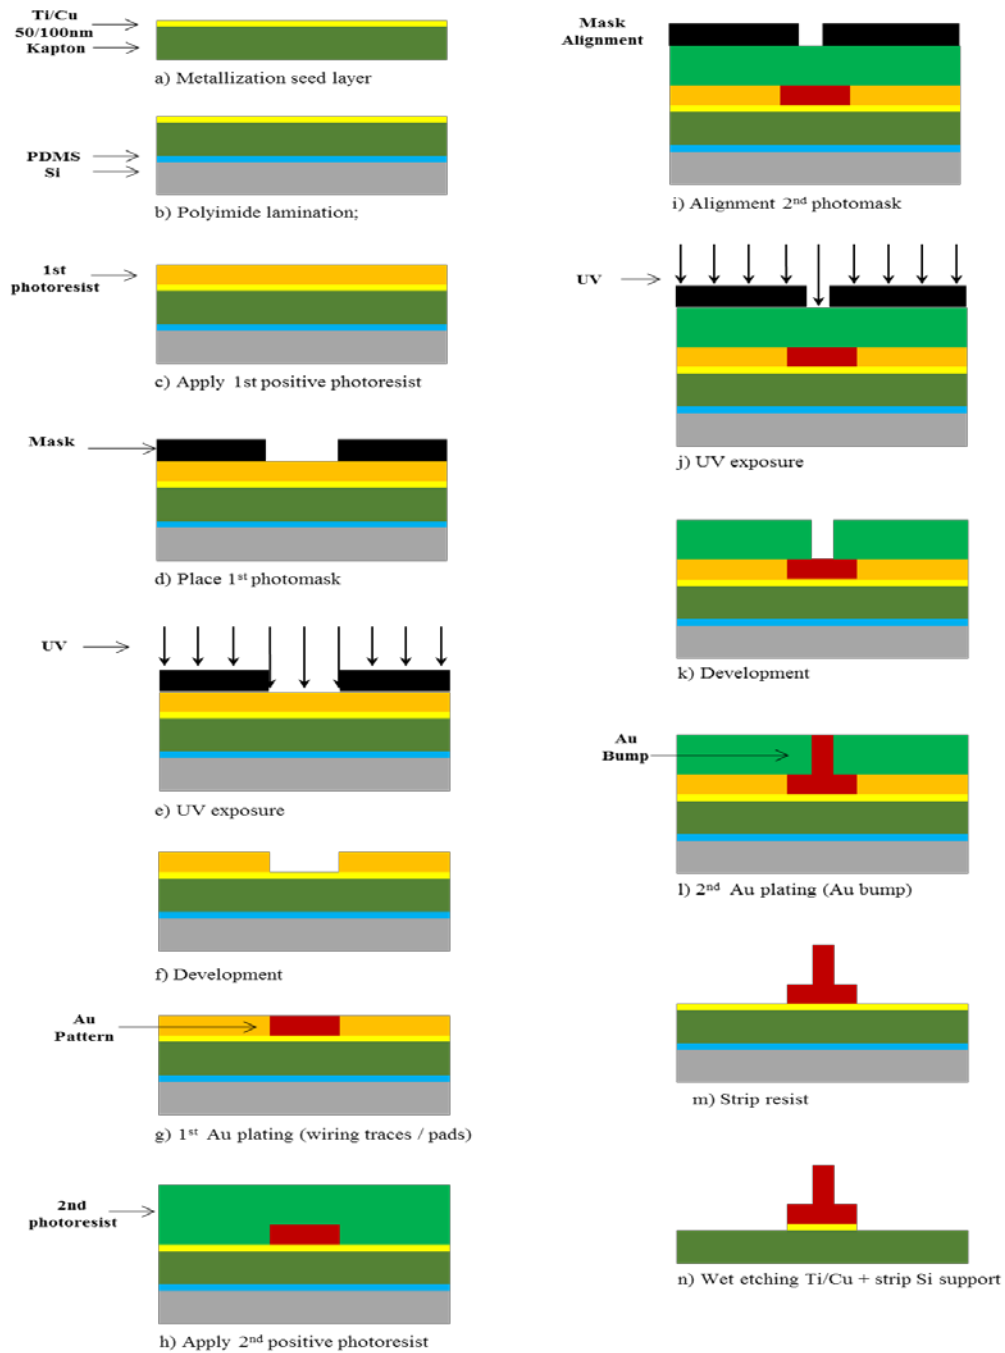 Ti/Cu
50/100nm
Kapton
a) Metallization seed layer
PDMS
Si
b) Polyimide lamination;
1st
photoresist
c) Apply 1st positive photoresist
Mask
d) Place 1st photomask
UV
e) UV exposure
f) Development
Au
Pattern
g) 1st Au plating (wiring traces / pads)
2nd
photoresist
h) Apply 2nd positive photoresist
Mask
Alignment
i) Alignment 2nd photomask
UV
j) UV exposure
k) Development
Au
Bump
l) 2nd Au plating (Au bump)
m) Strip resist
n) Wet etching Ti/Cu + strip Si support